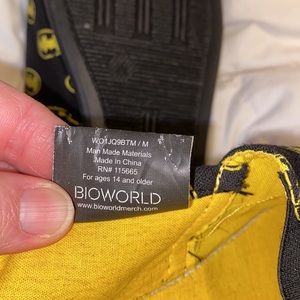 WO1JQ9BTM / M
Man Made Materials
Made in China
RN# 115665
For ages 14 and older
BIOWORLD
www.bioworldmerch.com